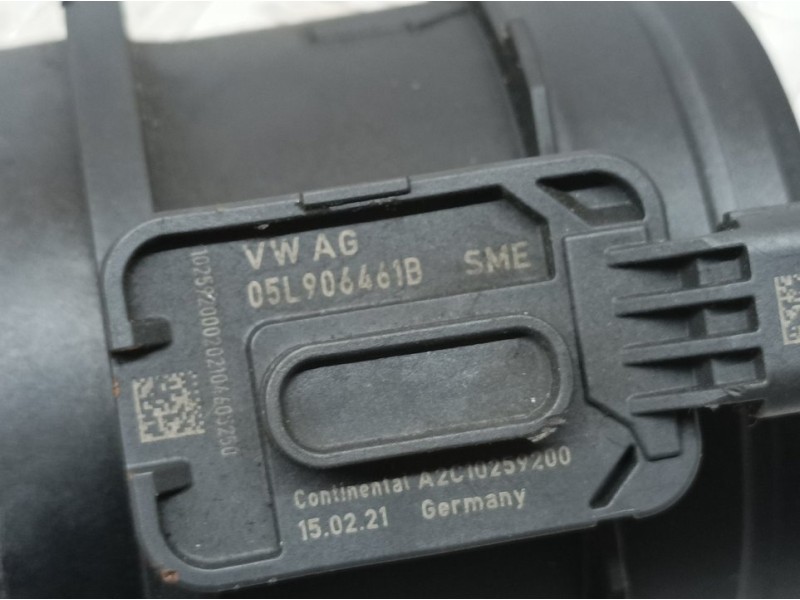 VW AG
05L906461B SME
Continental A2C10259200
15.02.21 Germany